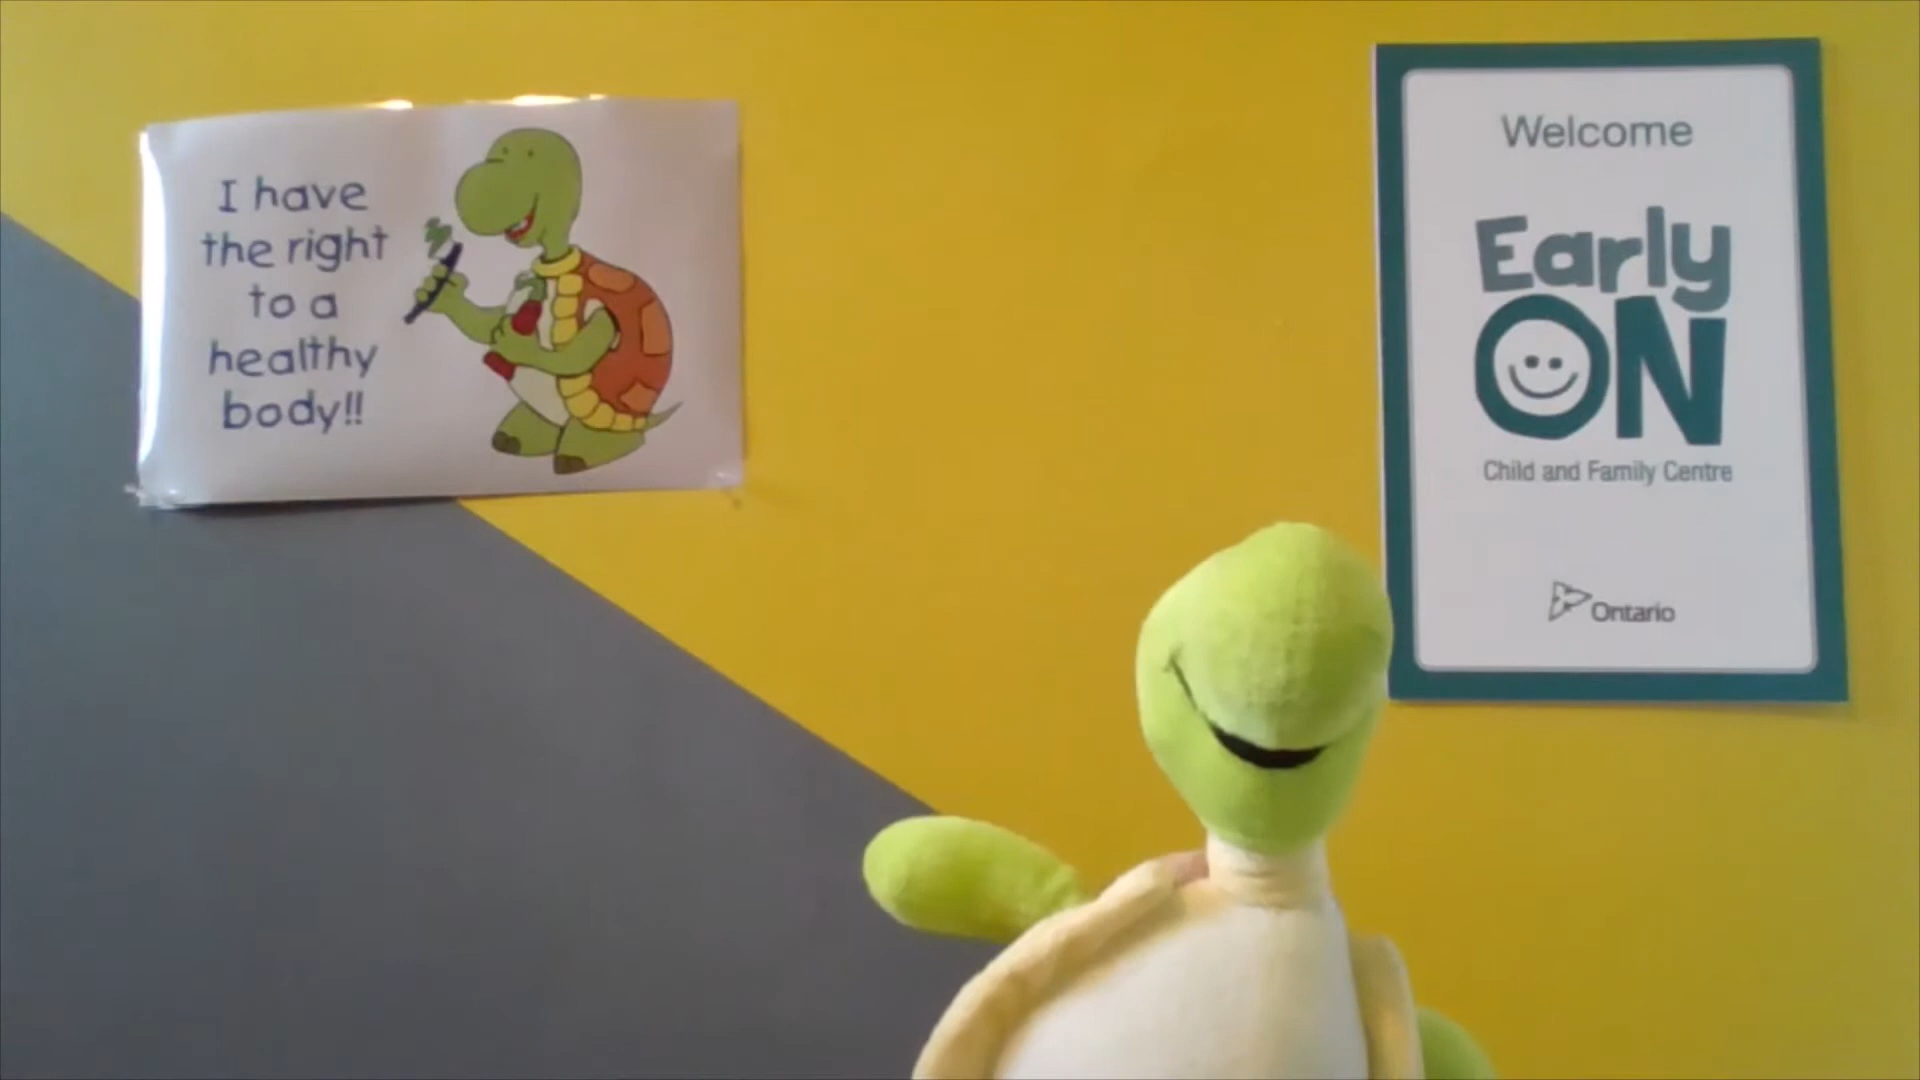 I have
the right
to a
healthy
body!!
Welcome
Early
ON
Child and Family Centre
Ontario